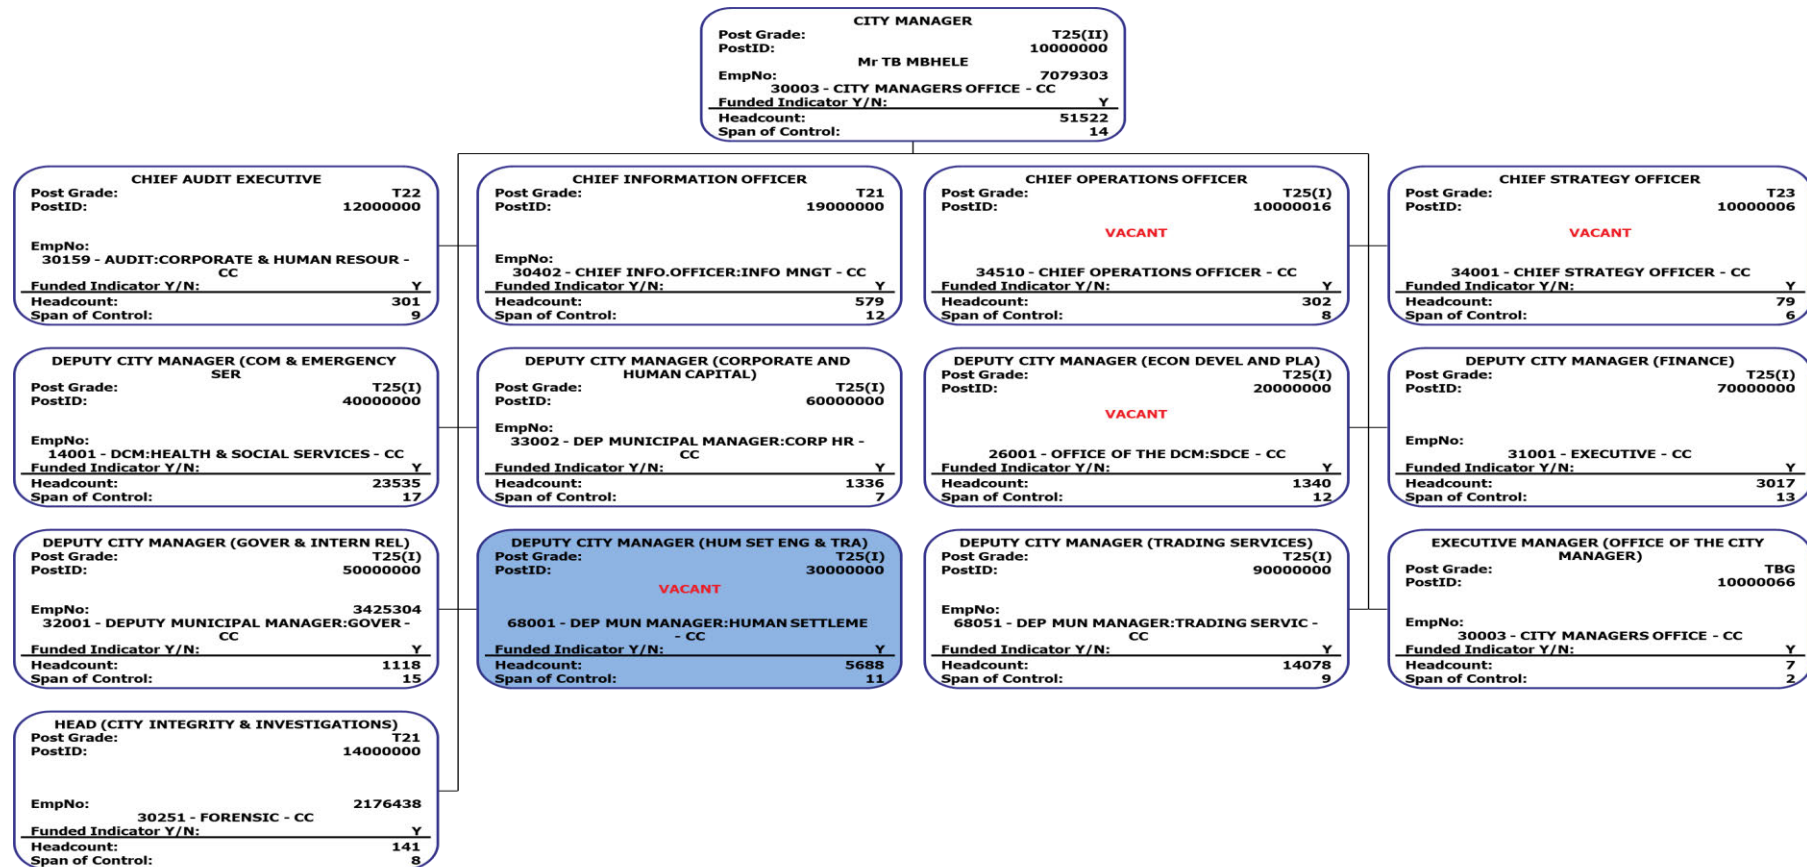 CITY MANAGER
Post Grade: T25(II)
PostID: 10000000
Mr TB MBHELE
EmpNo: 7079303
30003 - CITY MANAGERS OFFICE - CC
Funded Indicator Y/N: Y
Headcount: 51522
Span of Control: 14
CHIEF AUDIT EXECUTIVE
Post Grade: T22
PostID: 12000000
EmpNo:
30159 - AUDIT:CORPORATE & HUMAN RESOUR -
CC
Funded Indicator Y/N: Y
Headcount: 301
Span of Control: 9
CHIEF INFORMATION OFFICER
Post Grade: T21
PostID: 19000000
EmpNo:
30402 - CHIEF INFO.OFFICER:INFO MNGT - CC
Funded Indicator Y/N: Y
Headcount: 579
Span of Control: 12
CHIEF OPERATIONS OFFICER
Post Grade: T25(I)
PostID: 10000016
VACANT
34510 - CHIEF OPERATIONS OFFICER - CC
Funded Indicator Y/N: Y
Headcount: 302
Span of Control: 8
CHIEF STRATEGY OFFICER
Post Grade: T23
PostID: 10000006
VACANT
34001 - CHIEF STRATEGY OFFICER - CC
Funded Indicator Y/N: Y
Headcount: 79
Span of Control: 6
DEPUTY CITY MANAGER (COM & EMERGENCY
SER
Post Grade: T25(I)
PostID: 40000000
EmpNo:
14001 - DCM:HEALTH & SOCIAL SERVICES - CC
Funded Indicator Y/N: Y
Headcount: 23535
Span of Control: 17
DEPUTY CITY MANAGER (CORPORATE AND
HUMAN CAPITAL)
Post Grade: T25(I)
PostID: 60000000
EmpNo:
33002 - DEP MUNICIPAL MANAGER:CORP HR -
CC
Funded Indicator Y/N: Y
Headcount: 1336
Span of Control: 7
DEPUTY CITY MANAGER (ECON DEVEL AND PLA)
Post Grade: T25(I)
PostID: 20000000
VACANT
26001 - OFFICE OF THE DCM:SDCE - CC
Funded Indicator Y/N: Y
Headcount: 1340
Span of Control: 12
DEPUTY CITY MANAGER (FINANCE)
Post Grade: T25(I)
PostID: 70000000
EmpNo:
31001 - EXECUTIVE - CC
Funded Indicator Y/N: Y
Headcount: 3017
Span of Control: 13
DEPUTY CITY MANAGER (GOVER & INTERN REL)
Post Grade: T25(I)
PostID: 50000000
EmpNo: 3425304
32001 - DEPUTY MUNICIPAL MANAGER:GOVER -
CC
Funded Indicator Y/N: Y
Headcount: 1118
Span of Control: 15
DEPUTY CITY MANAGER (HUM SET ENG & TRA)
Post Grade: T25(I)
PostID: 30000000
VACANT
68001 - DEP MUN MANAGER:HUMAN SETTLEME
- CC
Funded Indicator Y/N: Y
Headcount: 5688
Span of Control: 11
DEPUTY CITY MANAGER (TRADING SERVICES)
Post Grade: T25(I)
PostID: 90000000
EmpNo:
68051 - DEP MUN MANAGER:TRADING SERVIC -
CC
Funded Indicator Y/N: Y
Headcount: 14078
Span of Control: 9
EXECUTIVE MANAGER (OFFICE OF THE CITY
MANAGER)
Post Grade: TBG
PostID: 10000066
EmpNo:
30003 - CITY MANAGERS OFFICE - CC
Funded Indicator Y/N: Y
Headcount: 7
Span of Control: 2
HEAD (CITY INTEGRITY & INVESTIGATIONS)
Post Grade: T21
PostID: 14000000
EmpNo: 2176438
30251 - FORENSIC - CC
Funded Indicator Y/N: Y
Headcount: 141
Span of Control: 8